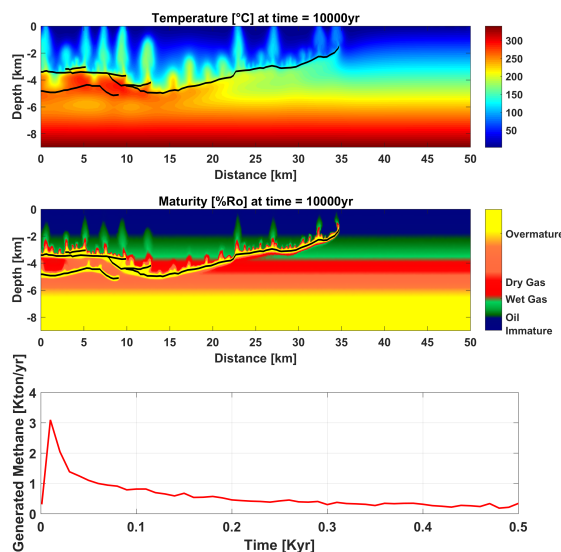 Temperature [°C] at time = 10000yr
0
-2
-4
-6
-8
Depth [km]
0 5 10 15 20 25 30 35 40 45 50
Distance [km]
300
250
200
150
100
50
Maturity [%Ro] at time = 10000yr
0
-2
-4
-6
-8
Depth [km]
0 5 10 15 20 25 30 35 40 45 50
Distance [km]
Overmature
Dry Gas
Wet Gas
Oil
Immature
4
3
2
1
0
Generated Methane [Kton/yr]
0 0.1 0.2 0.3 0.4 0.5
Time [Kyr]